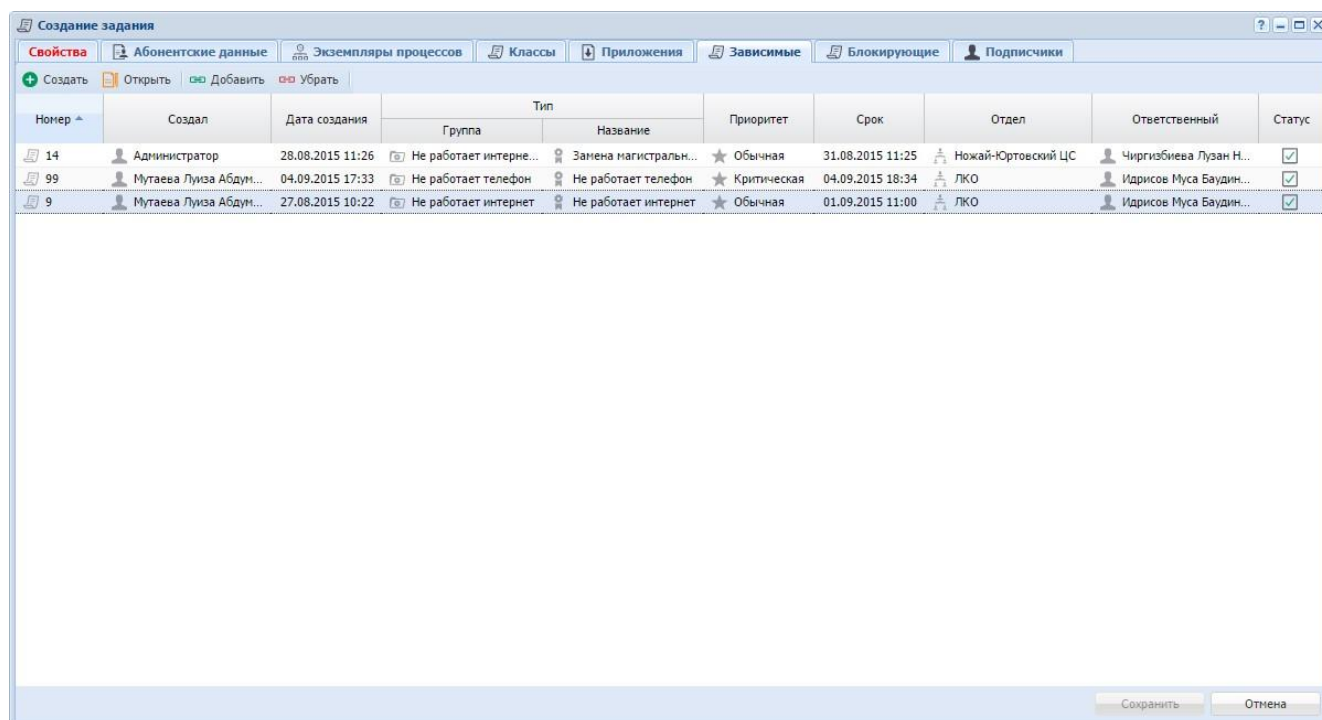 Создание задания
Свойства Абонентские данные Экземпляры процессов Классы Приложения Зависимые Блокирующие Подписчики
Создать Открыть Добавить Убрать
Номер Создал Дата создания Тип Приоритет Срок Отдел Ответственный Статус
Группа Название
14 Администратор 28.08.2015 11:26 Не работает интерне... Замена магистральн... Обычная 31.08.2015 11:25 Ножай-Юртовский ЦС Чиргизбиева Лузан Н...
99 Мутаева Луиза Абдум... 04.09.2015 17:33 Не работает телефон Не работает телефон Критическая 04.09.2015 18:34 ЛКО Идрисов Муса Баудин...
9 Мутаева Луиза Абдум... 27.08.2015 10:22 Не работает интернет Не работает интернет Обычная 01.09.2015 11:00 ЛКО Идрисов Муса Баудин...
Сохранить Отмена